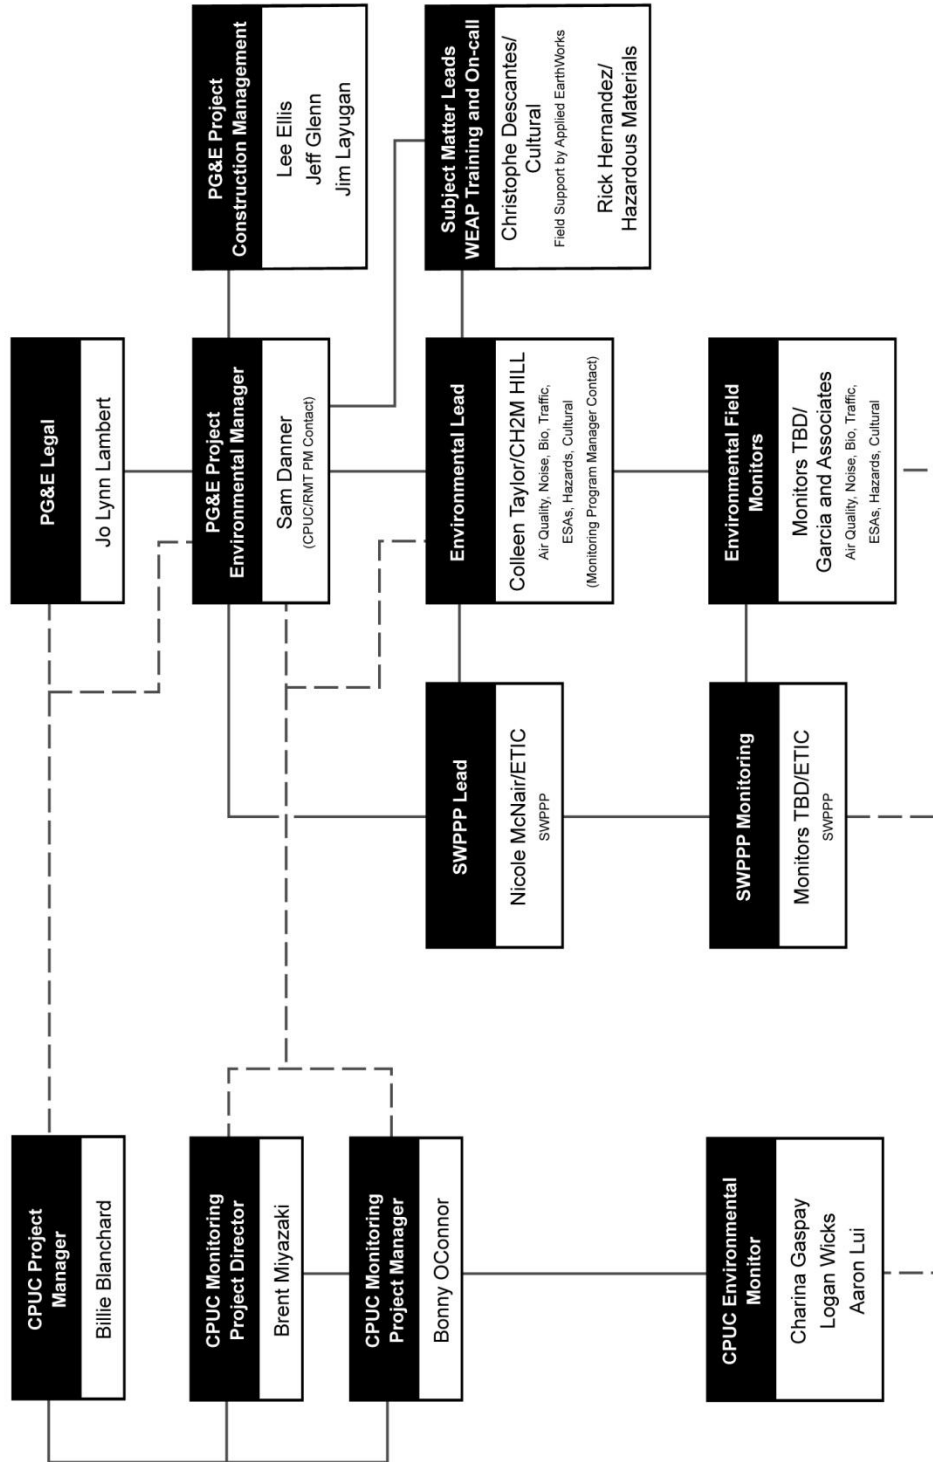 CPUC Project
Manager
Billie Blanchard
CPUC Monitoring
Project Director
Brent Miyazaki
CPUC Monitoring
Project Manager
Bonny OConnor
CPUC Environmental
Monitor
Charina Gaspay
Logan Wicks
Aaron Lui
PG&E Legal
Jo Lynn Lambert
PG&E Project
Environmental Manager
Sam Danner
(CPUC/RMT PM Contact)
PG&E Project
Construction Management
Lee Ellis
Jeff Glenn
Jim Layugan
SWPPP Lead
Nicole McNair/ETIC
SWPPP
Environmental Lead
Colleen Taylor/CH2M HILL
Air Quality, Noise, Bio, Traffic,
ESAs, Hazards, Cultural
(Monitoring Program Manager Contact)
Subject Matter Leads
WEAP Training and On-call
Christophe Descantes/
Cultural
Field Support by Applied EarthWorks
Rick Hernandez/
Hazardous Materials
SWPPP Monitoring
Monitors TBD/ETIC
SWPPP
Environmental Field
Monitors
Monitors TBD/
Garcia and Associates
Air Quality, Noise, Bio, Traffic,
ESAs, Hazards, Cultural